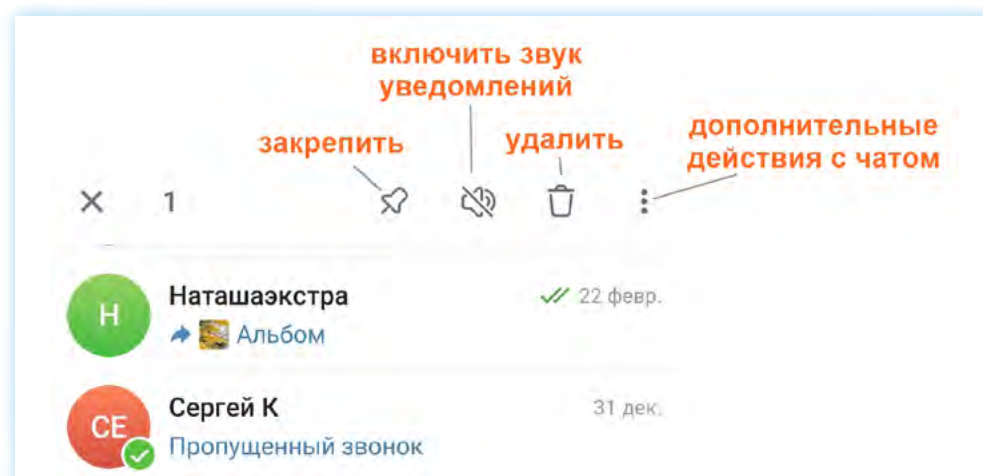 включить звук
уведомлений
закрепить
удалить
дополнительные
действия с чатом
1
Н
Наташаэкстра
22 февр.
Альбом
СЕ
Сергей К
31 дек.
Пропущенный звонок